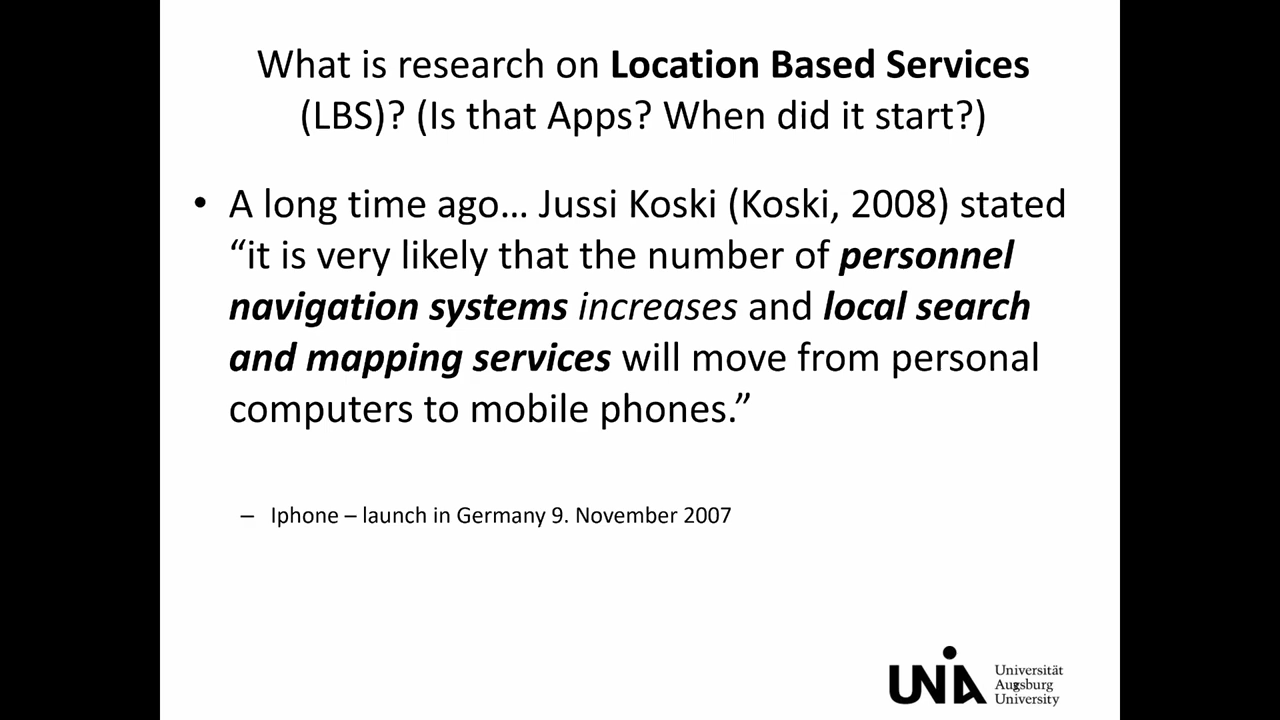 What is research on Location Based Services
(LBS)? (Is that Apps? When did it start?)
• A long time ago… Jussi Koski (Koski, 2008) stated
“it is very likely that the number of personnel
navigation systems increases and local search
and mapping services will move from personal
computers to mobile phones.”
– Iphone – launch in Germany 9. November 2007
UNIA
Universität
Augsburg
University